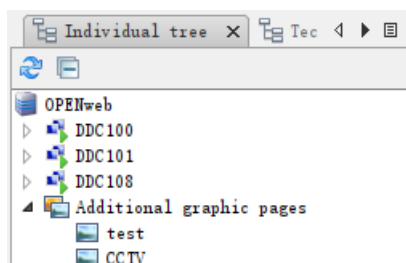 Individual tree Tec
OPENweb
DDC100
DDC101
DDC108
Additional graphic pages
test
CCTV